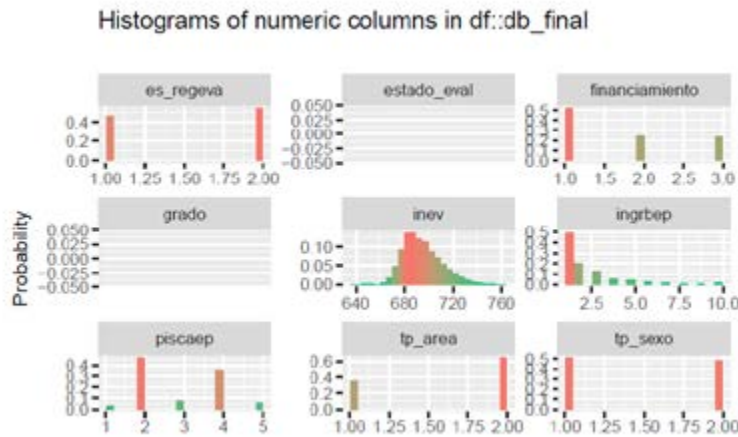 Histograms of numeric columns in df::db_final
es_regeva
estado_eval
financiamiento
0.4
0.2
0.0
1.00 1.25 1.50 1.75 2.00
0.050
0.025
0.000
−0.025
−0.050
0.5
0.4
0.3
0.2
0.1
0.0
1.0 1.5 2.0 2.5 3.0
grado
inev
ingrbep
0.050
0.025
0.000
−0.025
−0.050
0.10
0.05
0.00
640 680 720 760
0.5
0.4
0.3
0.2
0.1
0.0
2.5 5.0 7.5 10.0
Probability
piscaep
tp_area
tp_sexo
0.4
0.3
0.2
0.1
0.0
1 2 3 4 5
0.6
0.4
0.2
0.0
1.00 1.25 1.50 1.75 2.00
0.5
0.4
0.3
0.2
0.1
0.0
1.00 1.25 1.50 1.75 2.00